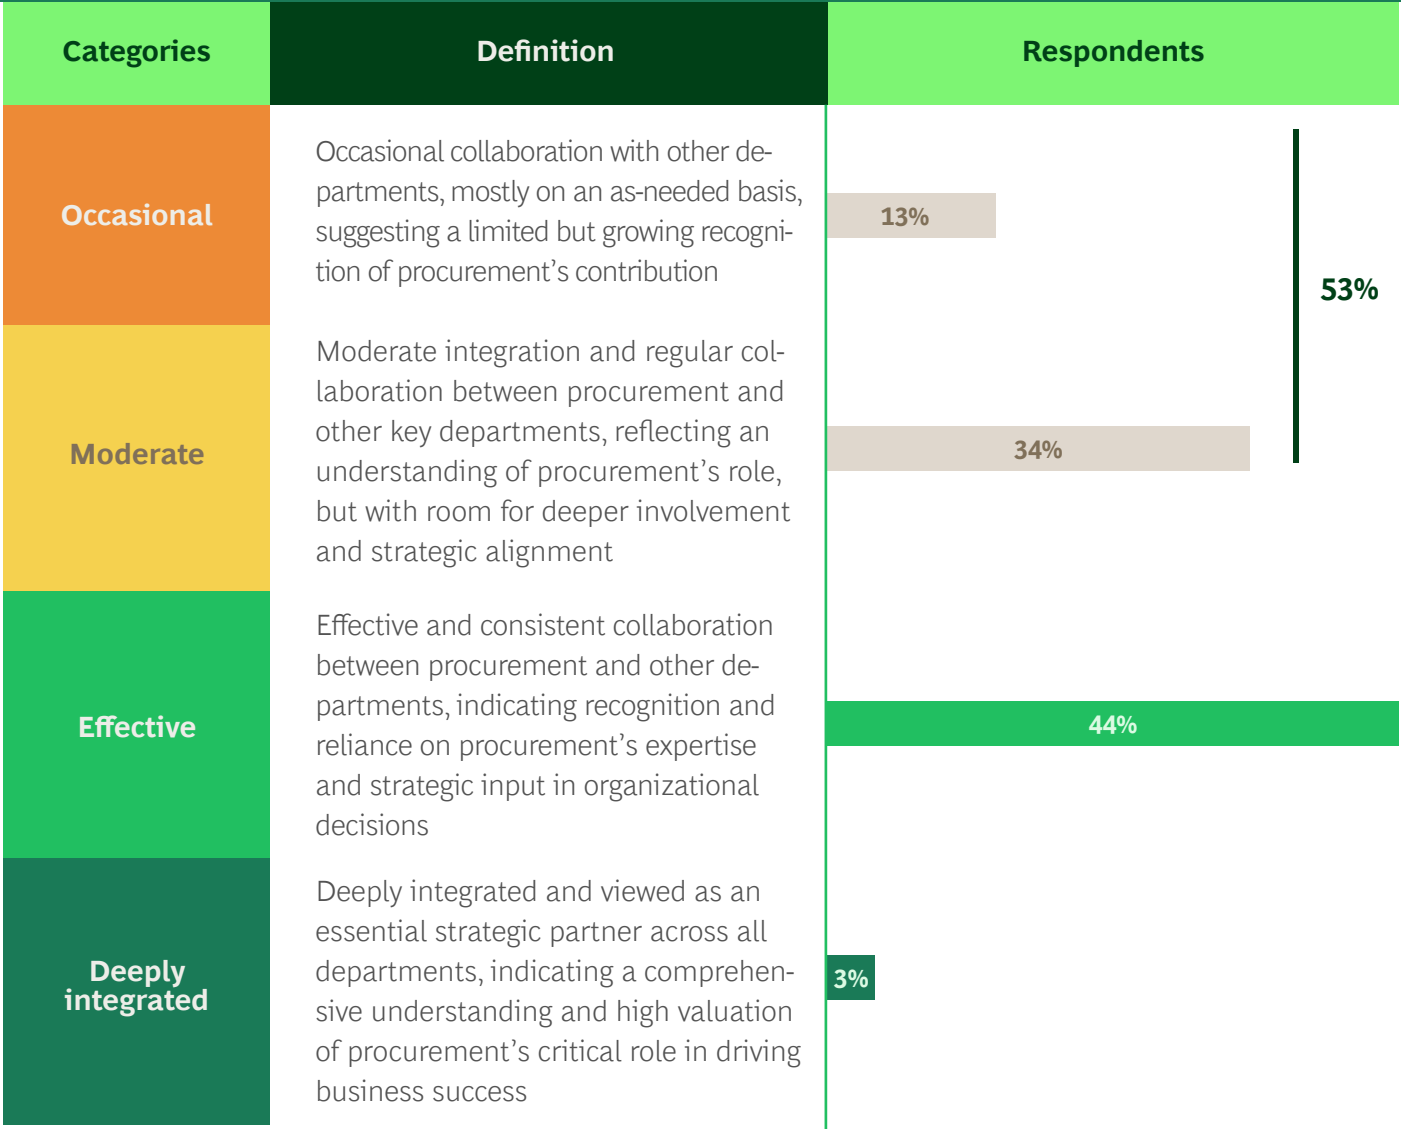 Categories
Definition
Respondents
Occasional
Occasional collaboration with other de-
partments, mostly on an as-needed basis,
suggesting a limited but growing recogni-
tion of procurement’s contribution
13%
53%
Moderate
Moderate integration and regular col-
laboration between procurement and
other key departments, reflecting an
understanding of procurement’s role,
but with room for deeper involvement
and strategic alignment
34%
Effective
Effective and consistent collaboration
between procurement and other de-
partments, indicating recognition and
reliance on procurement’s expertise
and strategic input in organizational
decisions
44%
Deeply
integrated
Deeply integrated and viewed as an
essential strategic partner across all
departments, indicating a comprehen-
sive understanding and high valuation
of procurement’s critical role in driving
business success
3%